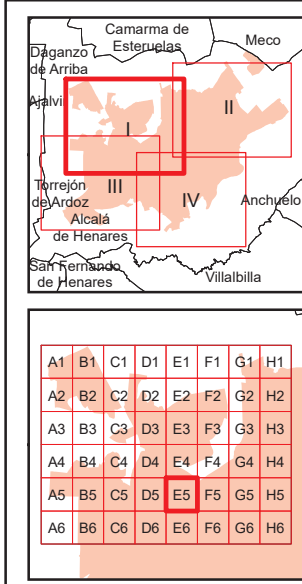 Camarma de
Esteruelas
Meco
Daganzo
de Arriba
Ajalvir
I
II
III
IV
Torrejón
de Ardoz
Alcalá
de Henares
Anchuelo
San Fernando
de Henares
Villalbilla
A1 B1 C1 D1 E1 F1 G1 H1
A2 B2 C2 D2 E2 F2 G2 H2
A3 B3 C3 D3 E3 F3 G3 H3
A4 B4 C4 D4 E4 F4 G4 H4
A5 B5 C5 D5 E5 F5 G5 H5
A6 B6 C6 D6 E6 F6 G6 H6